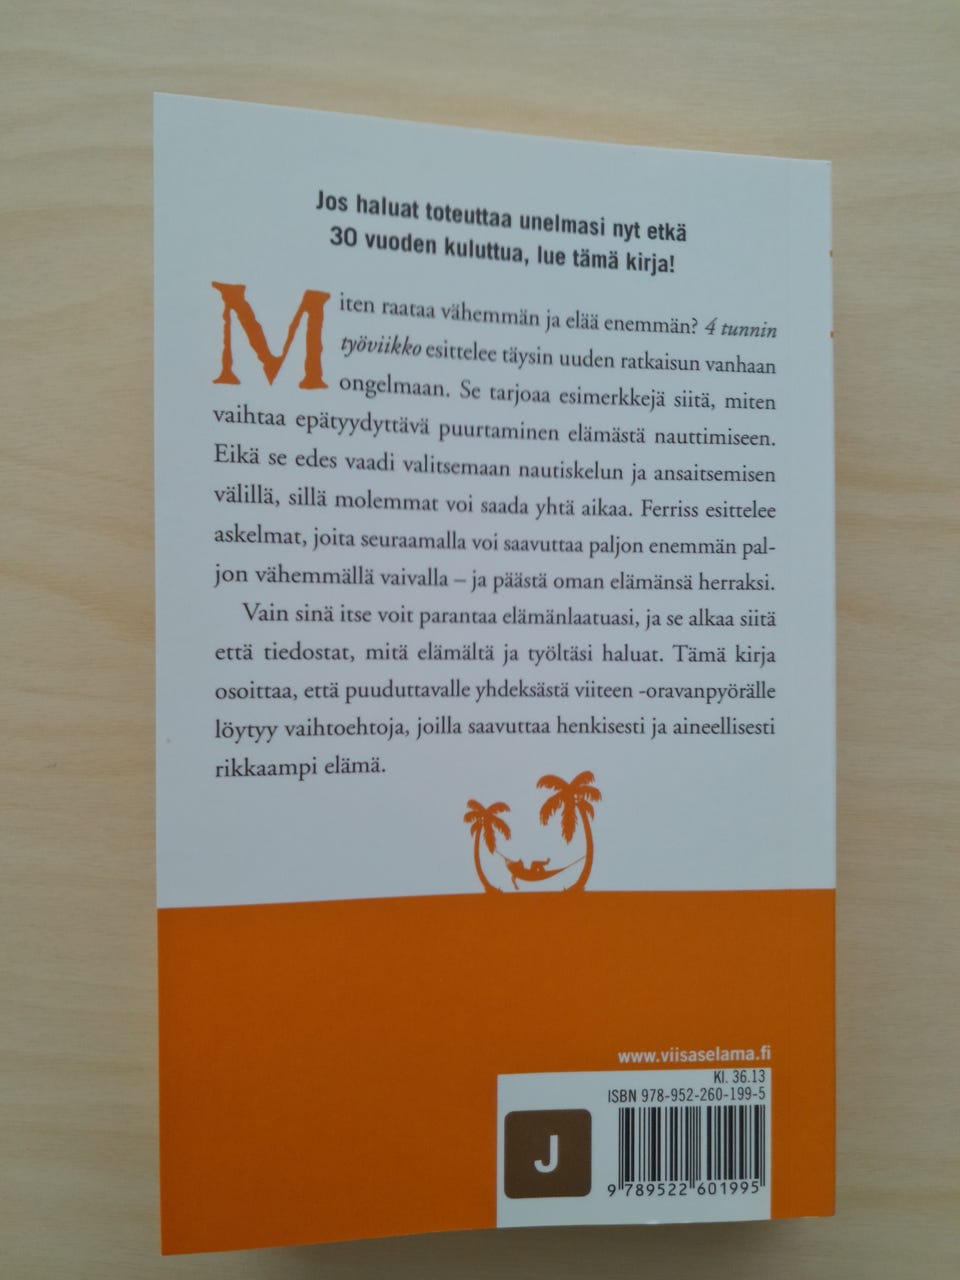 Jos haluat toteuttaa unelmasi nyt etkä
30 vuoden kuluttua, lue tämä kirja!
Miten raataa vähemmän ja elää enemmän? 4 tunnin
työviikko esittelee täysin uuden ratkaisun vanhaan
ongelmaan. Se tarjoaa esimerkkejä siitä, miten
vaihtaa epätyydyttävä puurtaminen elämästä nauttimiseen.
Eikä se edes vaadi valitsemaan nautiskelun ja ansaitsemisen
välillä, sillä molemmat voi saada yhtä aikaa. Ferriss esittelee
askelmat, joita seuraamalla voi saavuttaa paljon enemmän pal-
jon vähemmällä vaivalla – ja päästä oman elämänsä herraksi.
Vain sinä itse voit parantaa elämänlaatuasi, ja se alkaa siitä
että tiedostat, mitä elämältä ja työltäsi haluat. Tämä kirja
osoittaa, että puuduttavalle yhdeksästä viiteen -oravanpyörälle
löytyy vaihtoehtoja, joilla saavuttaa henkisesti ja aineellisesti
rikkaampi elämä.
www.viisaselama.fi
Kl. 36.13
ISBN 978-952-260-199-5
J
9 789522 601995